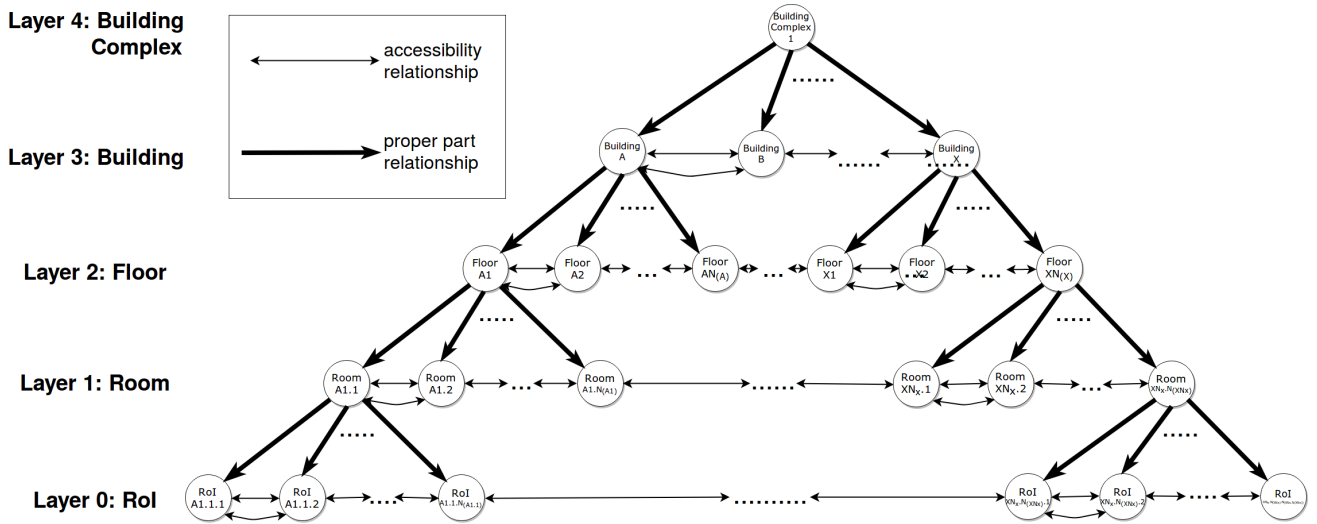 Layer 4: Building
Complex
accessibility
relationship
proper part
relationship
Building
Complex
1
......
Layer 3: Building
Building
A
Building
B
......
Building
X
......
.....
.....
Layer 2: Floor
Floor
A1
Floor
A2
...
Floor
AN(A)
...
Floor
X1
Floor
X2
...
...
Floor
XN(X)
.....
.....
Layer 1: Room
Room
A1.1
Room
A1.2
...
Room
A1.N(A1)
......
Room
XNx.1
Room
XNx.2
...
Room
XNx.N(XNx)
.....
.....
Layer 0: RoI
RoI
A1.1.1
RoI
A1.1.2
....
RoI
A1.1.N(A1.1)
.........
RoI
XNx.N(XNx).1
RoI
XNx.N(XNx).2
....
RoI